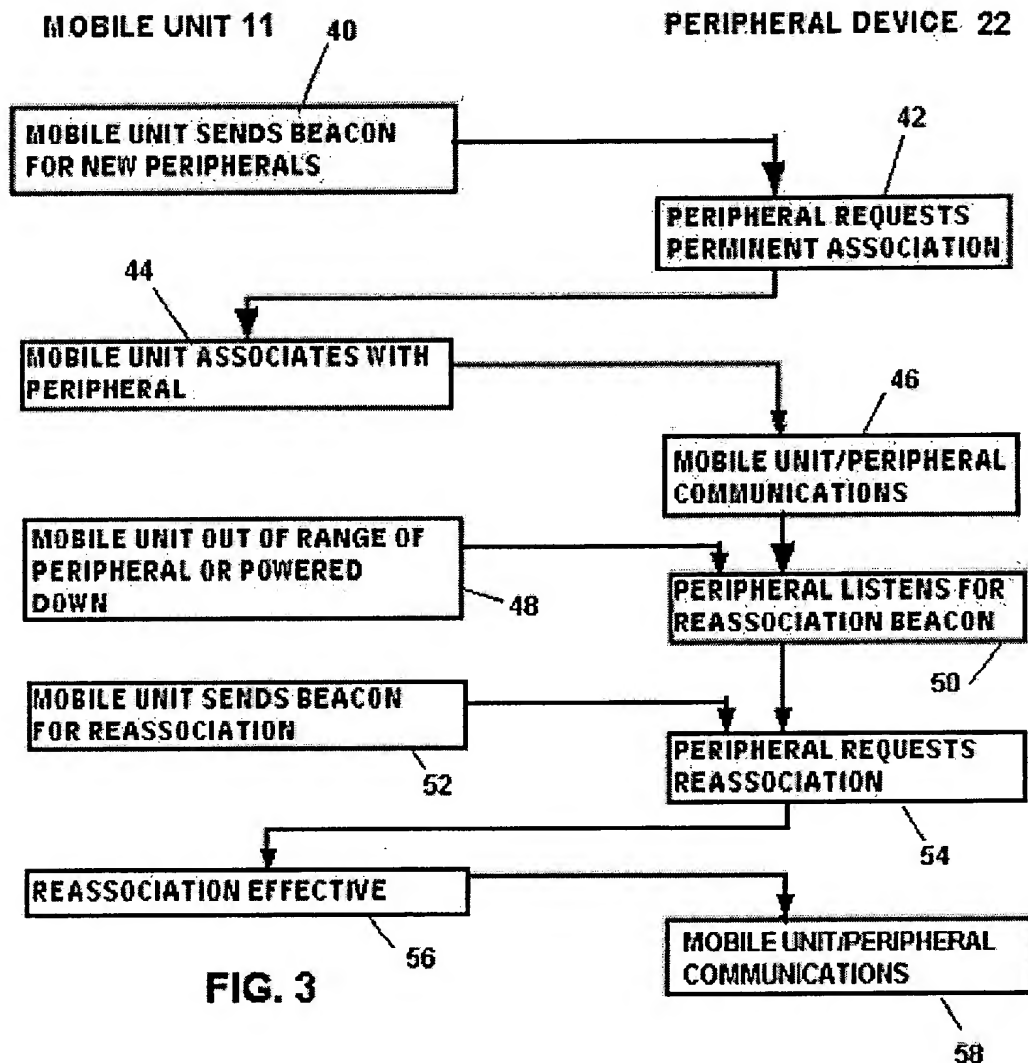 MOBILE UNIT 11
PERIPHERAL DEVICE 22
40
MOBILE UNIT SENDS BEACON
FOR NEW PERIPHERALS
42
PERIPHERAL REQUESTS
PERMINENT ASSOCIATION
44
MOBILE UNIT ASSOCIATES WITH
PERIPHERAL
46
MOBILE UNIT/PERIPHERAL
COMMUNICATIONS
MOBILE UNIT OUT OF RANGE OF
PERIPHERAL OR POWERED
DOWN
48
PERIPHERAL LISTENS FOR
REASSOCIATION BEACON
50
MOBILE UNIT SENDS BEACON
FOR REASSOCIATION
52
PERIPHERAL REQUESTS
REASSOCIATION
54
REASSOCIATION EFFECTIVE
56
MOBILE UNIT/PERIPHERAL
COMMUNICATIONS
58
FIG. 3